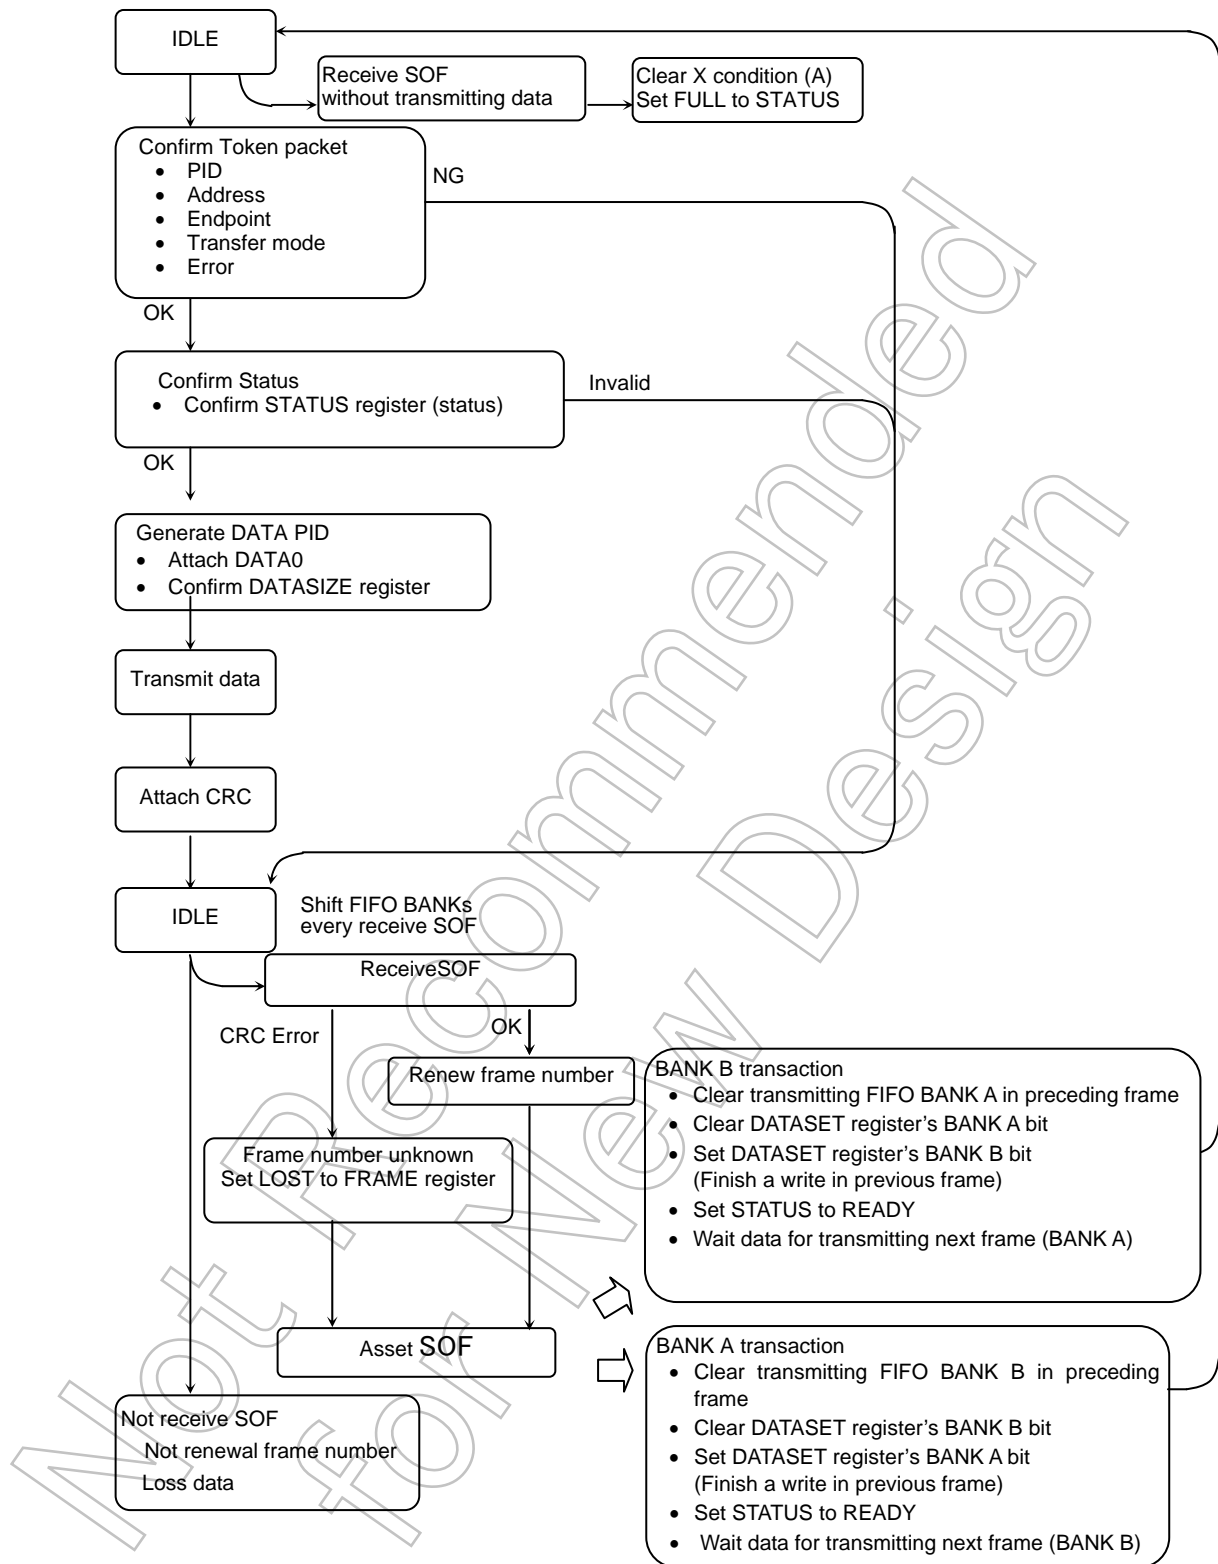 IDLE
Receive SOF
without transmitting data
Clear X condition (A)
Set FULL to STATUS
Confirm Token packet
• PID
• Address
• Endpoint
• Transfer mode
• Error
NG
OK
Confirm Status
• Confirm STATUS register (status)
Invalid
OK
Generate DATA PID
• Attach DATA0
• Confirm DATASIZE register
Transmit data
Attach CRC
IDLE
Shift FIFO BANKs
every receive SOF
ReceiveSOF
CRC Error
OK
Renew frame number
Frame number unknown
Set LOST to FRAME register
Asset SOF
Not receive SOF
Not renewal frame number
Loss data
BANK B transaction
• Clear transmitting FIFO BANK A in preceding frame
• Clear DATASET register's BANK A bit
• Set DATASET register's BANK B bit
(Finish a write in previous frame)
• Set STATUS to READY
• Wait data for transmitting next frame (BANK A)
BANK A transaction
• Clear transmitting FIFO BANK B in preceding
frame
• Clear DATASET register's BANK B bit
• Set DATASET register's BANK A bit
(Finish a write in previous frame)
• Set STATUS to READY
• Wait data for transmitting next frame (BANK B)
Not Recommended
for New Design